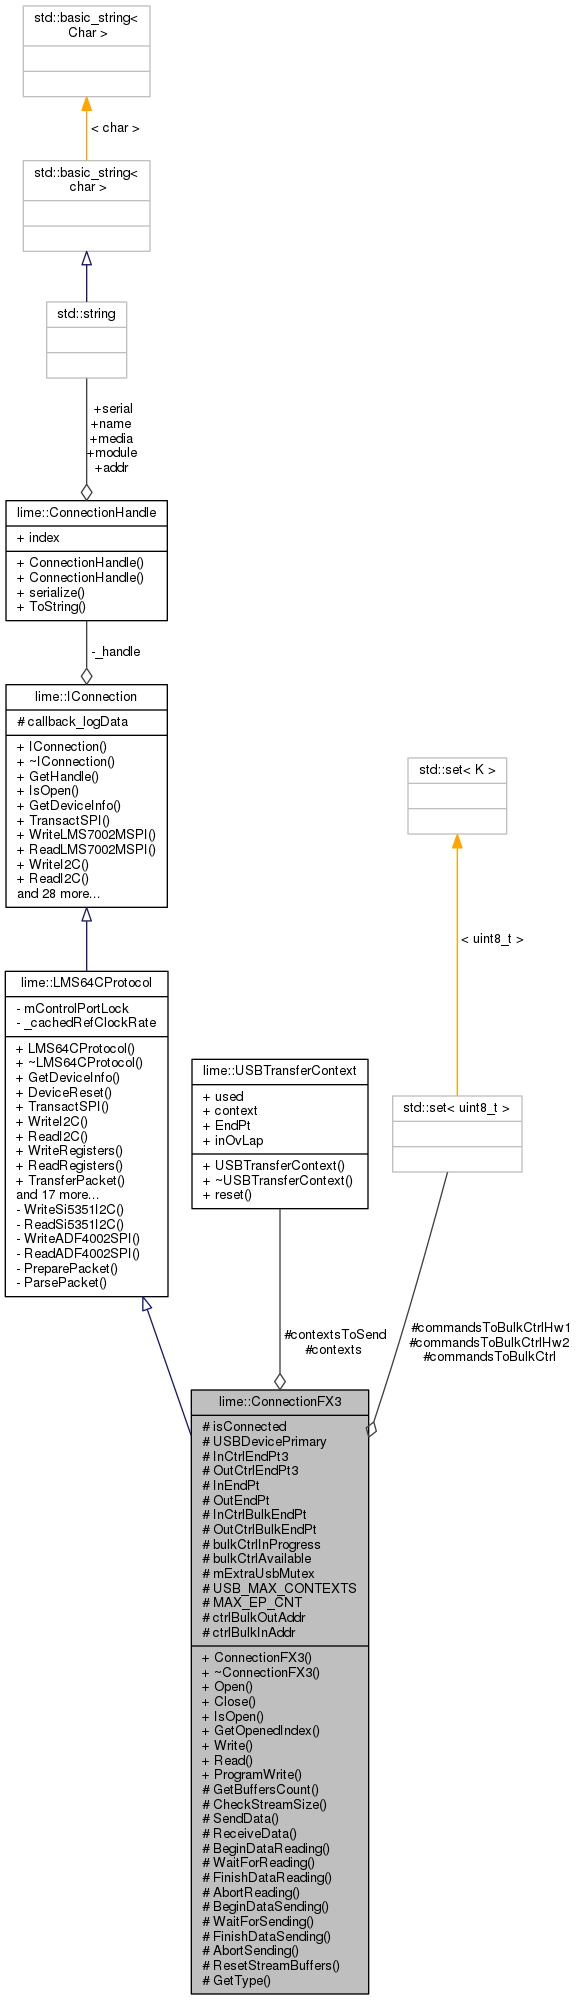 std::basic_string<
Char >
< char >
std::basic_string<
char >
std::string
+serial
+name
+media
+module
+addr
lime::ConnectionHandle
+ index
+ ConnectionHandle()
+ ConnectionHandle()
+ serialize()
+ ToString()
-_handle
lime::IConnection
# callback_logData
+ IConnection()
+ ~IConnection()
+ GetHandle()
+ IsOpen()
+ GetDeviceInfo()
+ TransactSPI()
+ WriteLMS7002MSPI()
+ ReadLMS7002MSPI()
+ WriteI2C()
+ ReadI2C()
and 28 more...
std::set< K >
< uint8_t >
lime::LMS64CProtocol
- mControlPortLock
- _cachedRefClockRate
+ LMS64CProtocol()
+ ~LMS64CProtocol()
+ GetDeviceInfo()
+ DeviceReset()
+ TransactSPI()
+ WriteI2C()
+ ReadI2C()
+ WriteRegisters()
+ ReadRegisters()
+ TransferPacket()
and 17 more...
- WriteSi5351I2C()
- ReadSi5351I2C()
- WriteADF4002SPI()
- ReadADF4002SPI()
- PreparePacket()
- ParsePacket()
lime::USBTransferContext
+ used
+ context
+ EndPt
+ inOvLap
+ USBTransferContext()
+ ~USBTransferContext()
+ reset()
std::set< uint8_t >
#contextsToSend
#contexts
#commandsToBulkCtrlHw1
#commandsToBulkCtrlHw2
#commandsToBulkCtrl
lime::ConnectionFX3
# isConnected
# USBDevicePrimary
# InCtrlEndPt3
# OutCtrlEndPt3
# InEndPt
# OutEndPt
# InCtrlBulkEndPt
# OutCtrlBulkEndPt
# bulkCtrlInProgress
# bulkCtrlAvailable
# mExtraUsbMutex
# USB_MAX_CONTEXTS
# MAX_EP_CNT
# ctrlBulkOutAddr
# ctrlBulkInAddr
+ ConnectionFX3()
+ ~ConnectionFX3()
+ Open()
+ Close()
+ IsOpen()
+ GetOpenedIndex()
+ Write()
+ Read()
+ ProgramWrite()
# GetBuffersCount()
# CheckStreamSize()
# SendData()
# ReceiveData()
# BeginDataReading()
# WaitForReading()
# FinishDataReading()
# AbortReading()
# BeginDataSending()
# WaitForSending()
# FinishDataSending()
# AbortSending()
# ResetStreamBuffers()
# GetType()